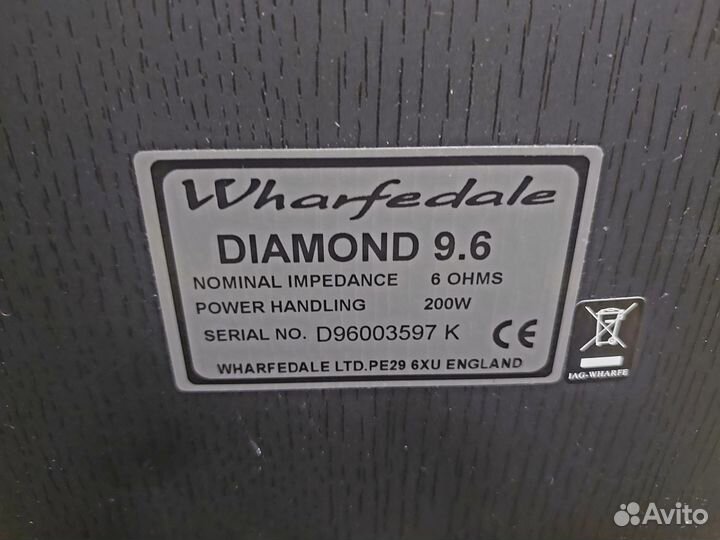 Wharfedale
DIAMOND 9.6
NOMINAL IMPEDANCE 6 OHMS
POWER HANDLING 200W
SERIAL NO. D96003597 K CE
WHARFEDALE LTD.PE29 6XU ENGLAND
IAG-WHARFE
Avito